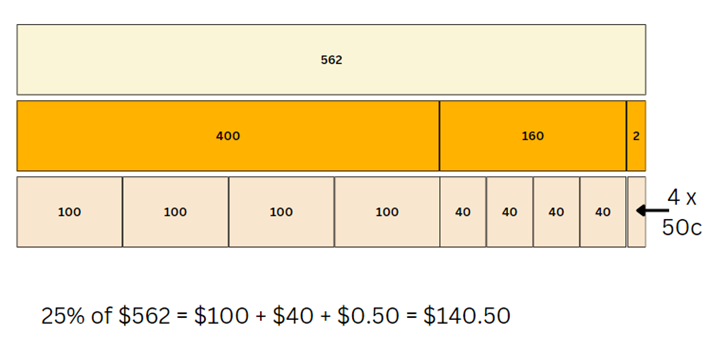 562
400 160 2
100 100 100 100 40 40 40 40
4 x
50c
25% of $562 = $100 + $40 + $0.50 = $140.50